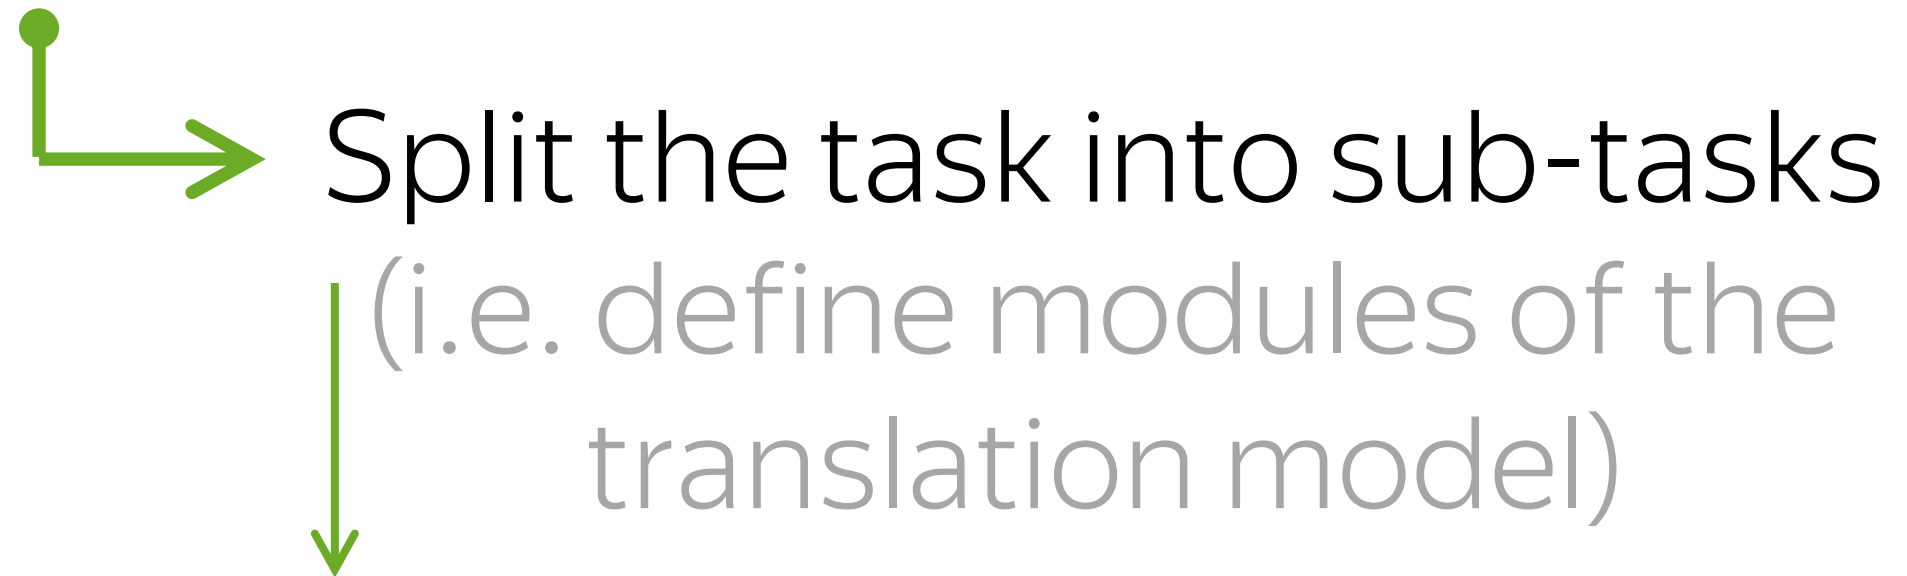 Split the task into sub-tasks
(i.e. define modules of the
translation model)